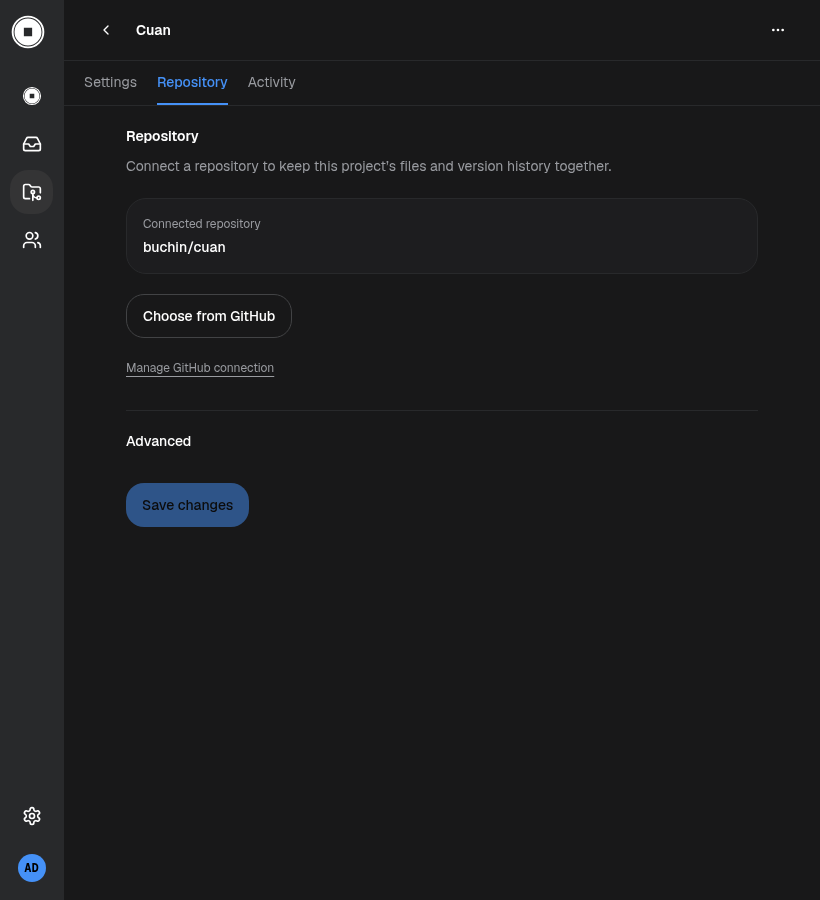 Cuan
Settings Repository Activity
Repository
Connect a repository to keep this project's files and version history together.
Connected repository
buchin/cuan
Choose from GitHub
Manage GitHub connection
Advanced
Save changes
AD